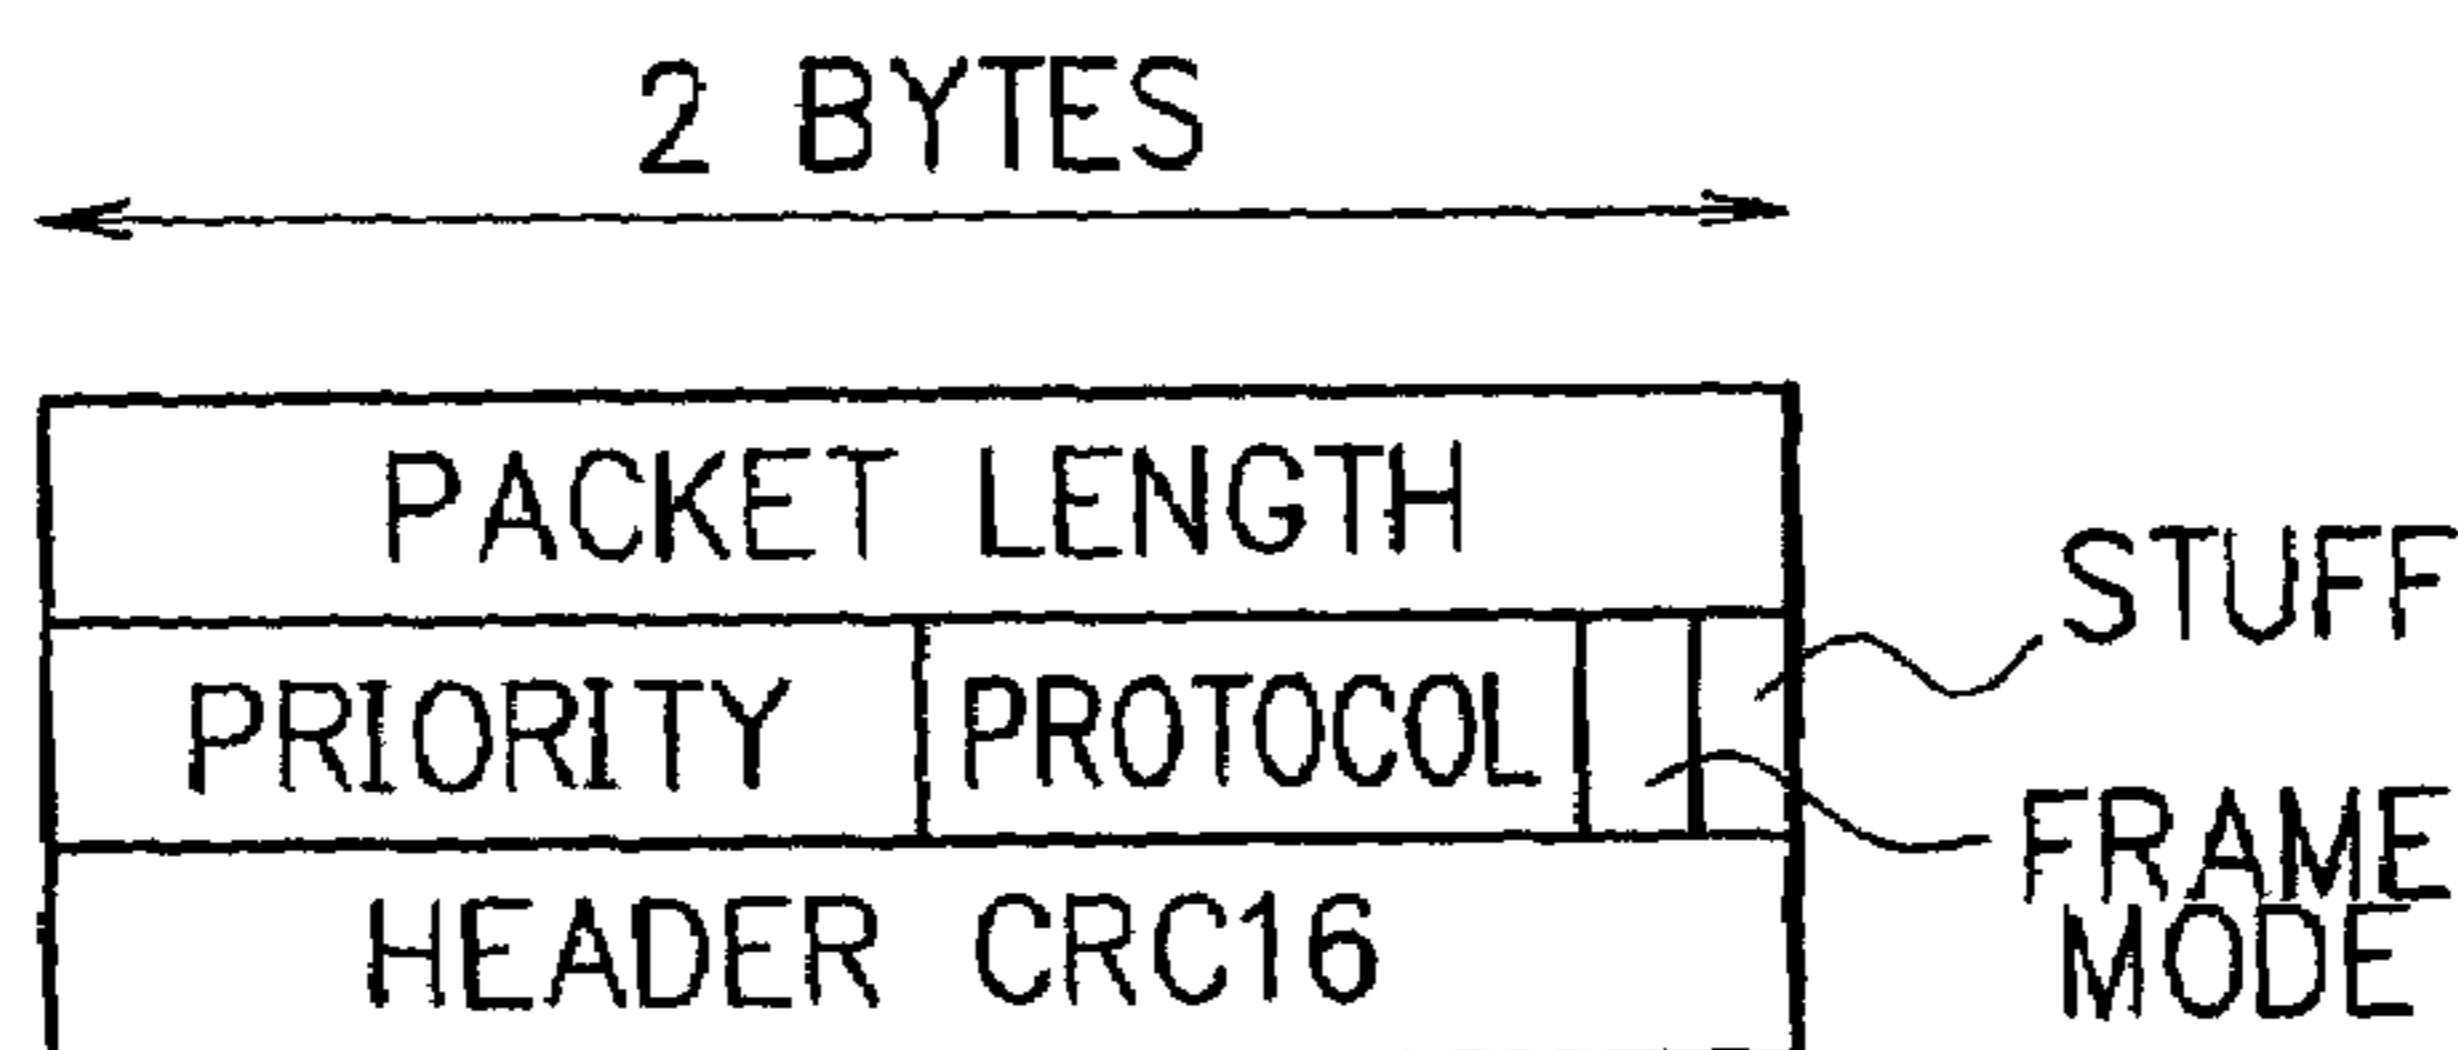 2 BYTES
PACKET LENGTH
STUFF
PRIORITY PROTOCOL
FRAME
MODE
HEADER CRC16